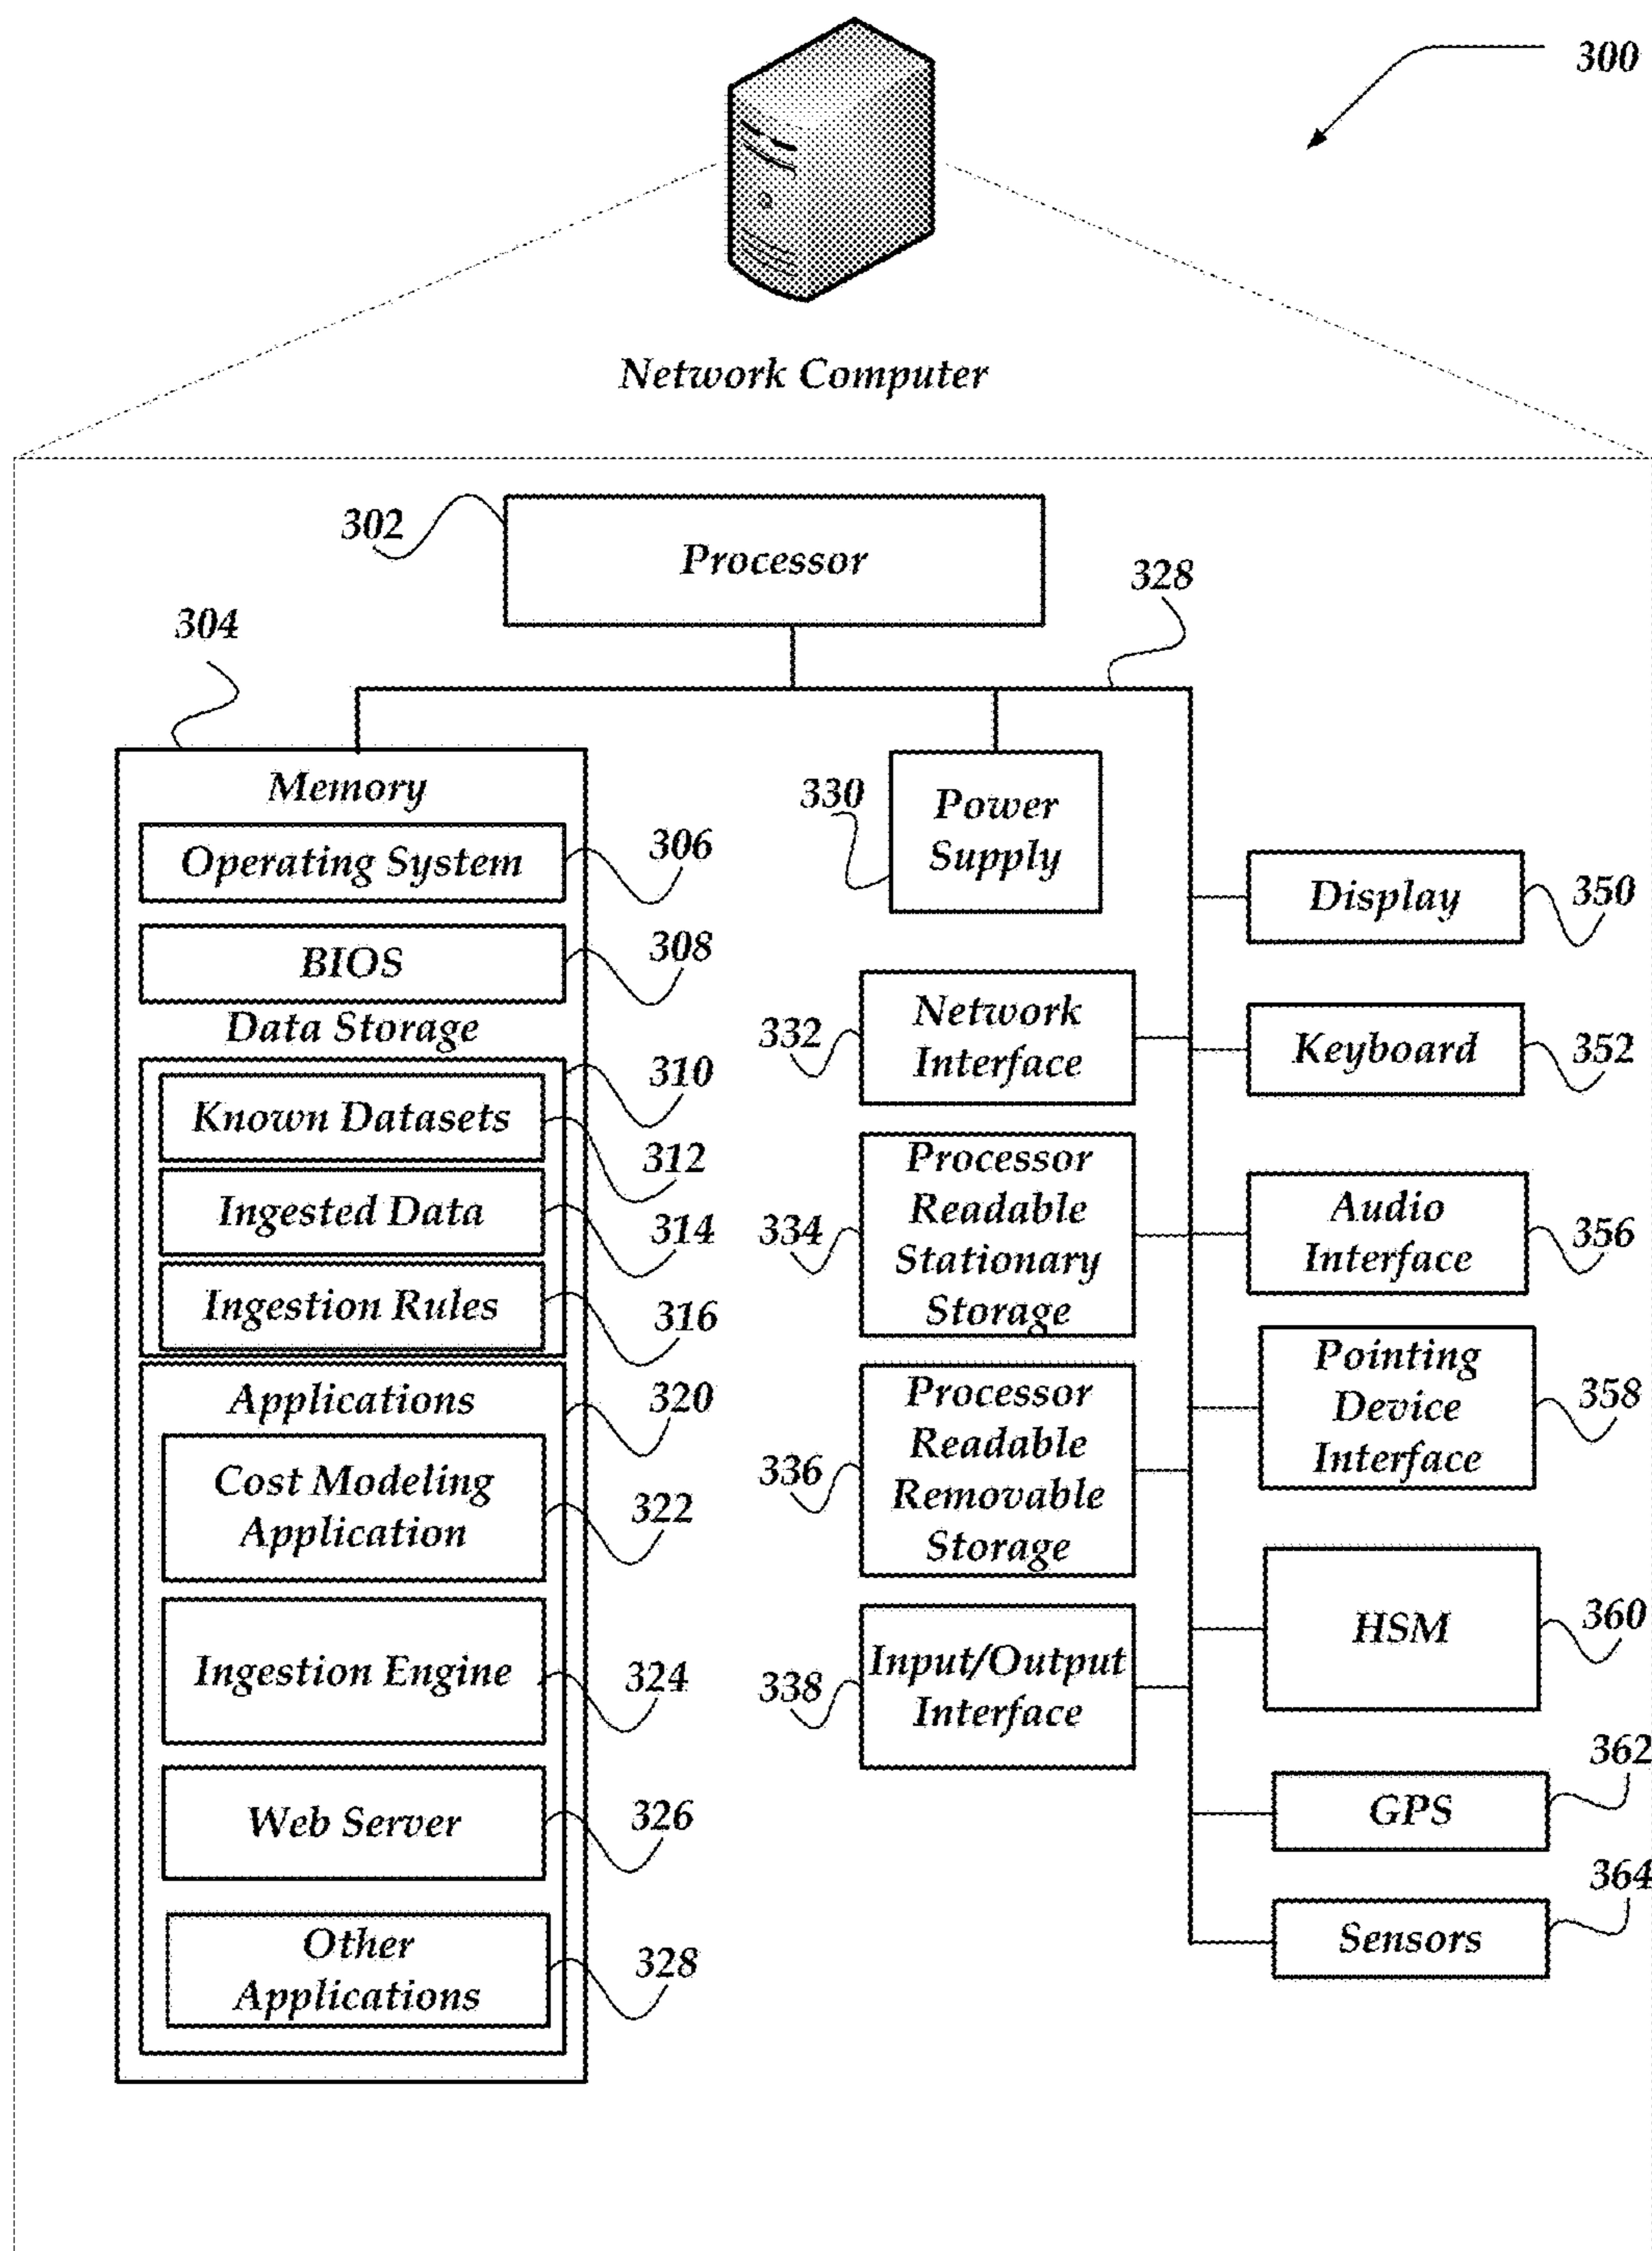 300
Network Computer
302
Processor
328
304
Memory
Operating System
306
BIOS
308
Data Storage
310
Known Datasets
312
Ingested Data
314
Ingestion Rules
316
Applications
320
Cost Modeling
Application
322
Ingestion Engine
324
Web Server
326
Other
Applications
328
330
Power
Supply
332
Network
Interface
334
Processor
Readable
Stationary
Storage
336
Processor
Readable
Removable
Storage
338
Input/Output
Interface
Display
350
Keyboard
352
Audio
Interface
356
Pointing
Device
Interface
358
HSM
360
GPS
362
Sensors
364